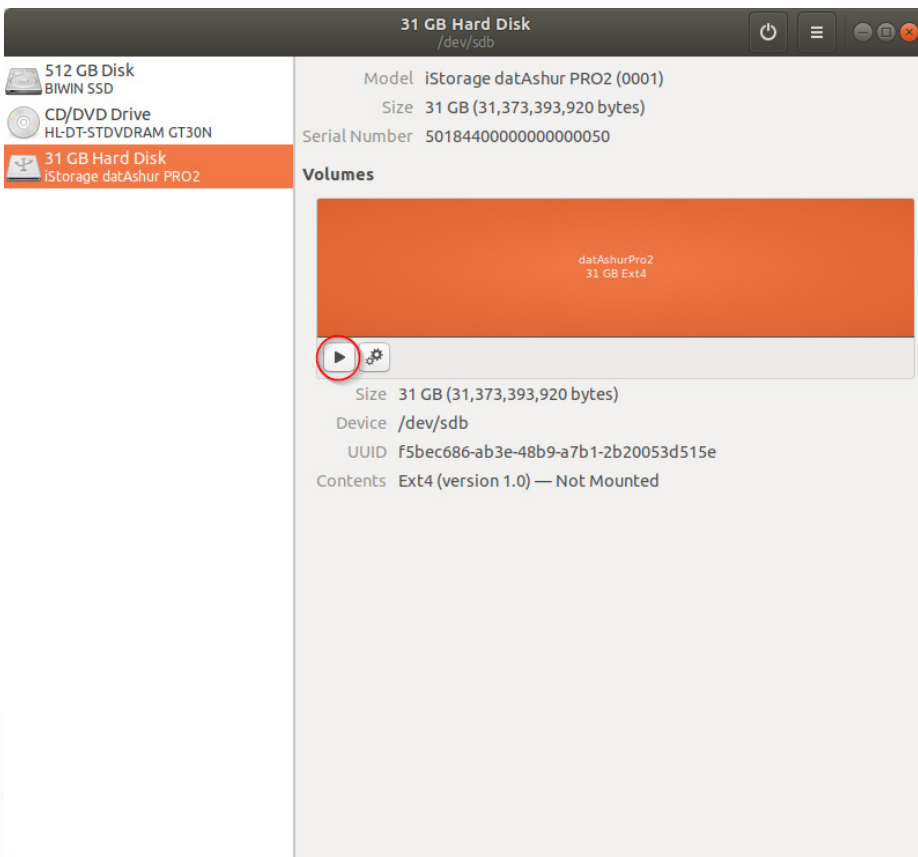 31 GB Hard Disk
/dev/sdb
512 GB Disk
BIWIN SSD
CD/DVD Drive
HL-DT-STDVDRAM GT30N
31 GB Hard Disk
iStorage datAshur PRO2
Model iStorage datAshur PRO2 (0001)
Size 31 GB (31,373,393,920 bytes)
Serial Number 50184400000000000050
Volumes
datAshurPro2
31 GB Ext4
Size 31 GB (31,373,393,920 bytes)
Device /dev/sdb
UUID f5bec686-ab3e-48b9-a7b1-2b20053d515e
Contents Ext4 (version 1.0) — Not Mounted